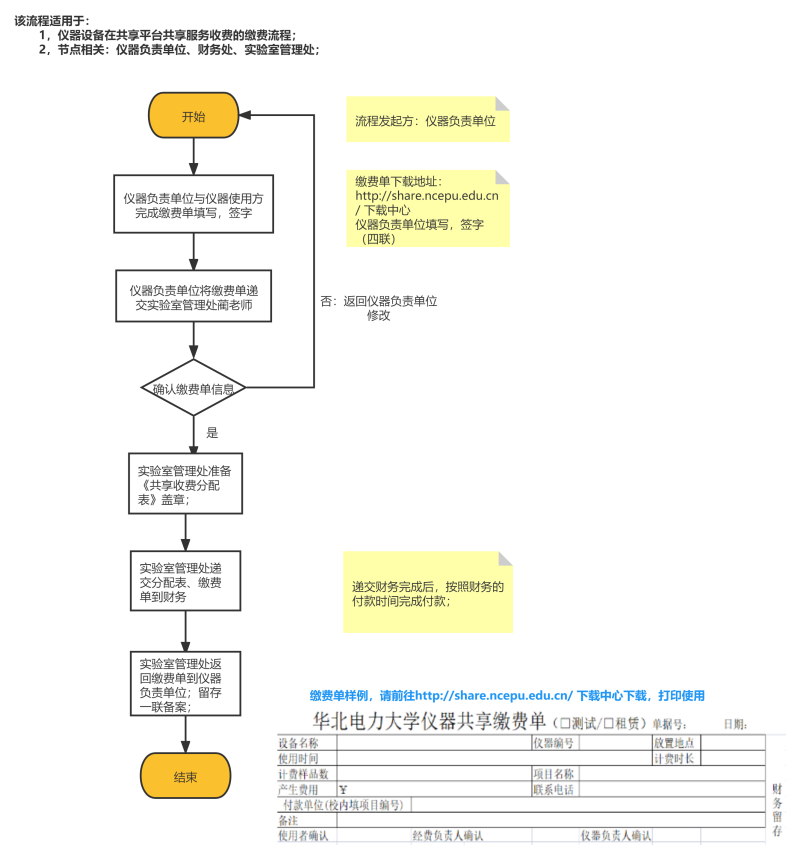 该流程适用于：
1，仪器设备在共享平台共享服务收费的缴费流程；
2，节点相关：仪器负责单位、财务处、实验室管理处；
开始
流程发起方：仪器负责单位
仪器负责单位与仪器使用方
完成缴费单填写，签字
缴费单下载地址：
http://share.ncepu.edu.cn
/ 下载中心
仪器负责单位填写，签字
（四联）
仪器负责单位将缴费单递
交实验室管理处蔺老师
否：返回仪器负责单位
修改
确认缴费单信息
是
实验室管理处准备
《共享收费分配
表》盖章；
实验室管理处递
交分配表、缴费
单到财务
递交财务完成后，按照财务的
付款时间完成付款；
实验室管理处返
回缴费单到仪器
负责单位；留存
一联备案；
结束
缴费单样例，请前往http://share.ncepu.edu.cn/ 下载中心下载，打印使用
华北电力大学仪器共享缴费单（□测试/□租赁）单据号： 日期：
设备名称 仪器编号 放置地点
使用时间 计费时长
计费样品数 项目名称
产生费用 ￥ 联系电话
付款单位(校内填项目编号)
备注
使用者确认 经费负责人确认 仪器负责人确认
财务留存